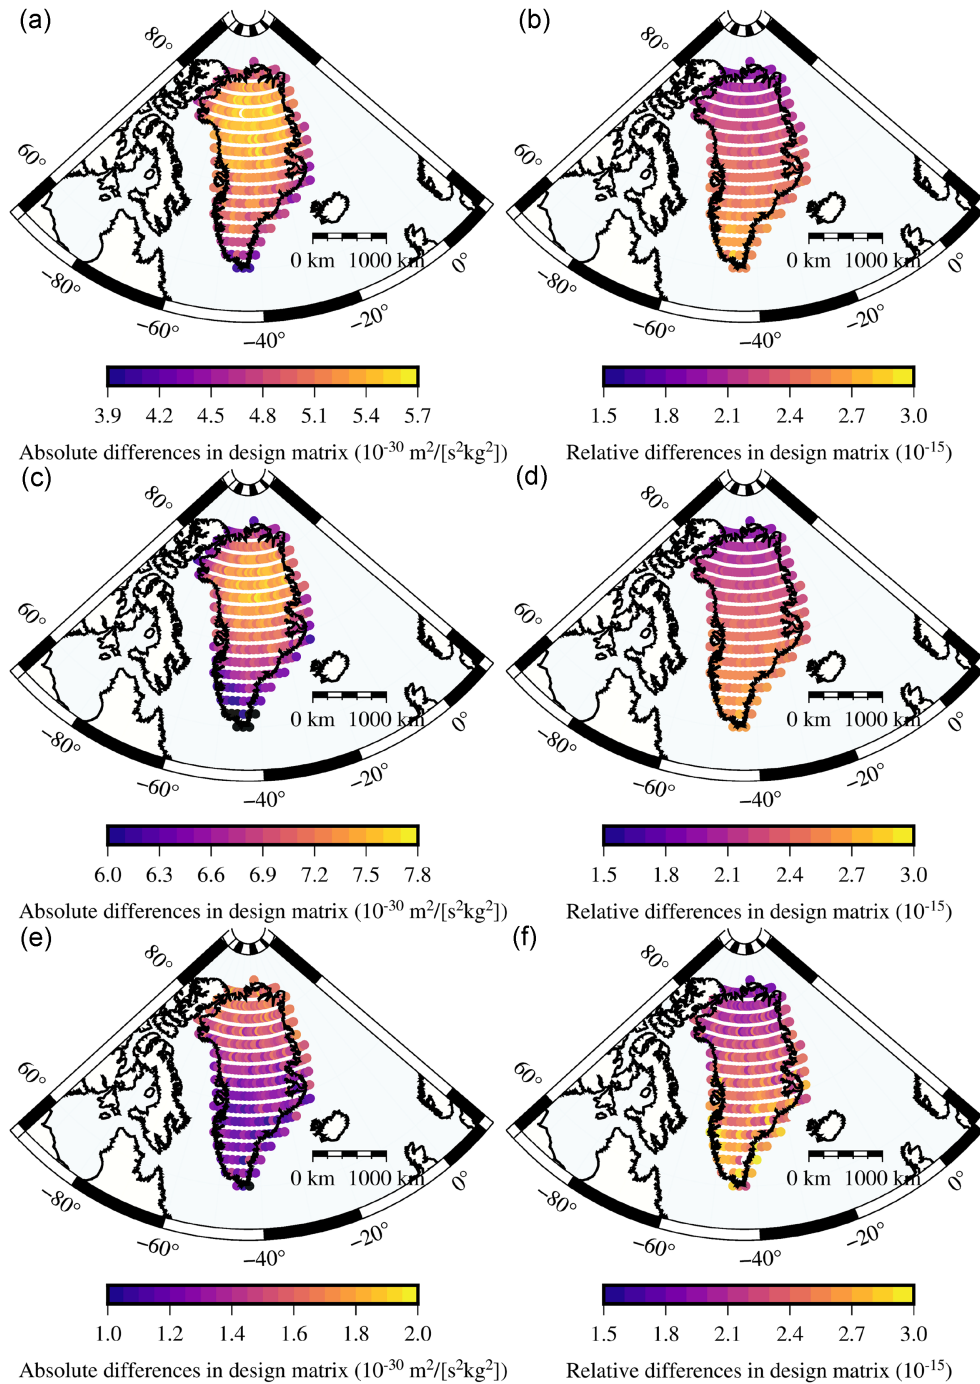 (a)
(b)
80°
80°
60°
60°
0 km 1000 km
0 km 1000 km
−80°
0°
−80°
0°
−60°
−20°
−60°
−20°
−40°
−40°
3.9 4.2 4.5 4.8 5.1 5.4 5.7
1.5 1.8 2.1 2.4 2.7 3.0
Absolute differences in design matrix (10⁻³⁰ m²/[s²kg²])
Relative differences in design matrix (10⁻¹⁵)
(c)
(d)
80°
80°
60°
60°
0 km 1000 km
0 km 1000 km
−80°
0°
−80°
0°
−60°
−20°
−60°
−20°
−40°
−40°
6.0 6.3 6.6 6.9 7.2 7.5 7.8
1.5 1.8 2.1 2.4 2.7 3.0
Absolute differences in design matrix (10⁻³⁰ m²/[s²kg²])
Relative differences in design matrix (10⁻¹⁵)
(e)
(f)
80°
80°
60°
60°
0 km 1000 km
0 km 1000 km
−80°
0°
−80°
0°
−60°
−20°
−60°
−20°
−40°
−40°
1.0 1.2 1.4 1.6 1.8 2.0
1.5 1.8 2.1 2.4 2.7 3.0
Absolute differences in design matrix (10⁻³⁰ m²/[s²kg²])
Relative differences in design matrix (10⁻¹⁵)